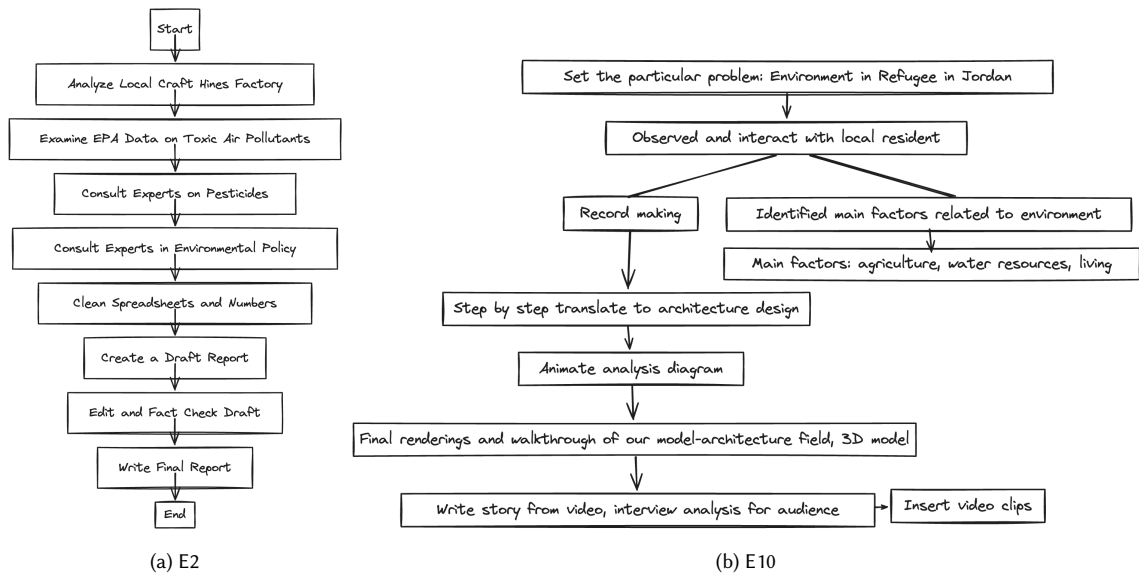 Start
Analyze Local Craft Hines Factory
Examine EPA Data on Toxic Air Pollutants
Consult Experts on Pesticides
Consult Experts in Environmental Policy
Clean Spreadsheets and Numbers
Create a Draft Report
Edit and Fact Check Draft
Write Final Report
End
(a) E2
Set the particular problem: Environment in Refugee in Jordan
Observed and interact with local resident
Record making
Identified main factors related to environment
Main factors: agriculture, water resources, living
Step by step translate to architecture design
Animate analysis diagram
Final renderings and walkthrough of our model-architecture field, 3D model
Write story from video, interview analysis for audience
Insert video clips
(b) E10